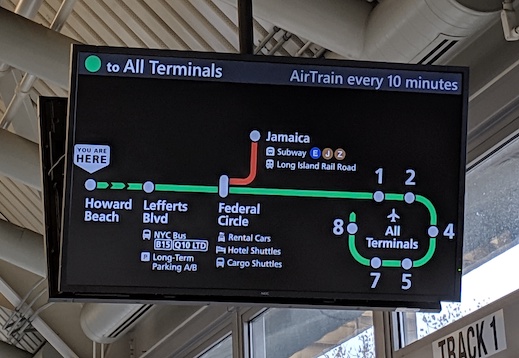 to All Terminals
AirTrain every 10 minutes
YOU ARE
HERE
Jamaica
Subway E J Z
Long Island Rail Road
Howard
Beach
Lefferts
Blvd
NYC Bus
B15 Q10 LTD
P Long-Term
Parking A/B
Federal
Circle
Rental Cars
Hotel Shuttles
Cargo Shuttles
1
2
4
5
7
8
All
Terminals
TRACK 1